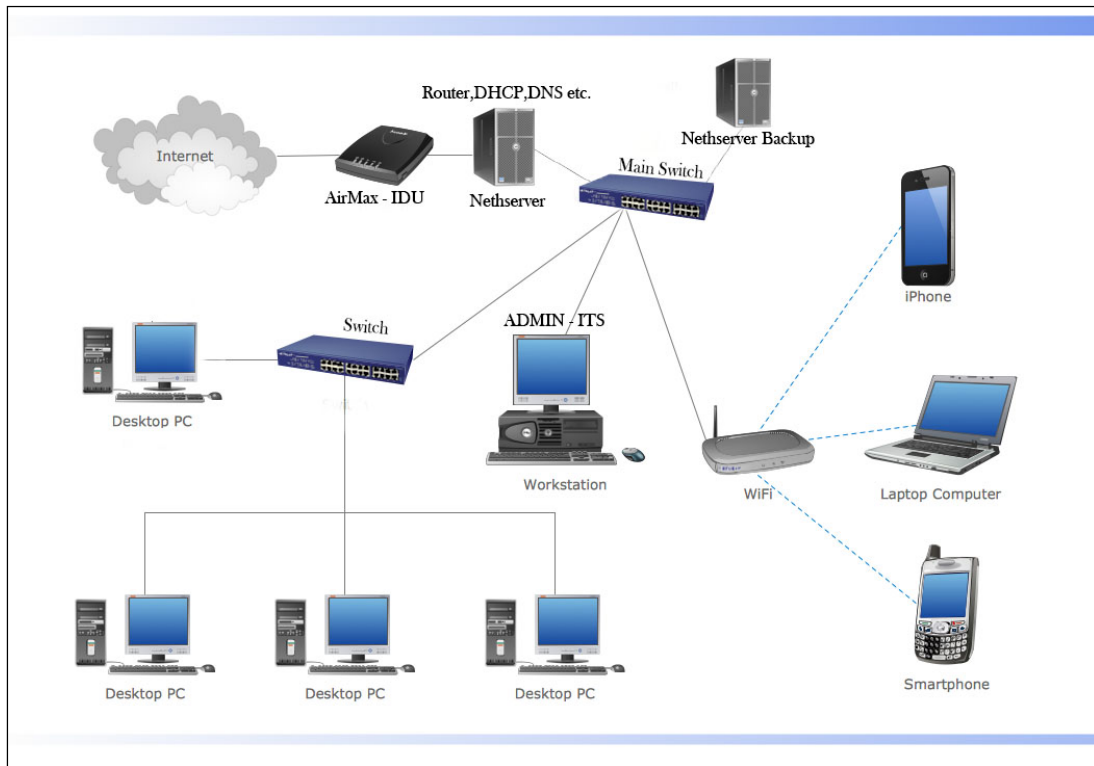 Router,DHCP,DNS etc.
Nethserver Backup
Internet
Main Switch
AirMax - IDU
Nethserver
iPhone
Switch
ADMIN - ITS
Desktop PC
Workstation
WiFi
Laptop Computer
Desktop PC
Desktop PC
Desktop PC
Smartphone